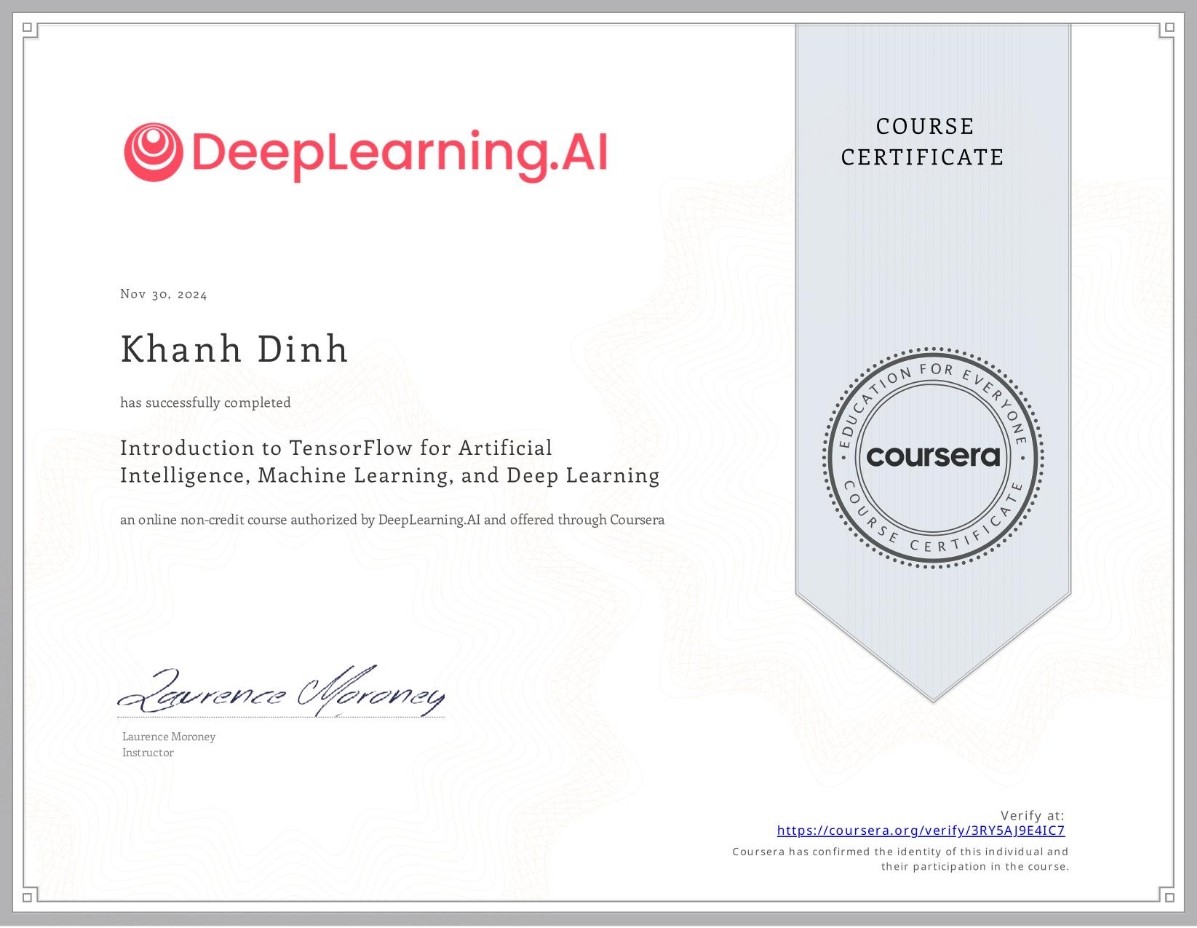 DeepLearning.AI
COURSE
CERTIFICATE
Nov 30, 2024
Khanh Dinh
has successfully completed
Introduction to TensorFlow for Artificial
Intelligence, Machine Learning, and Deep Learning
an online non-credit course authorized by DeepLearning.AI and offered through Coursera
EDUCATION FOR EVERYONE
coursera
COURSE CERTIFICATE
Laurence Moroney
Laurence Moroney
Instructor
Verify at:
https://coursera.org/verify/3RY5AJ9E4IC7
Coursera has confirmed the identity of this individual and
their participation in the course.